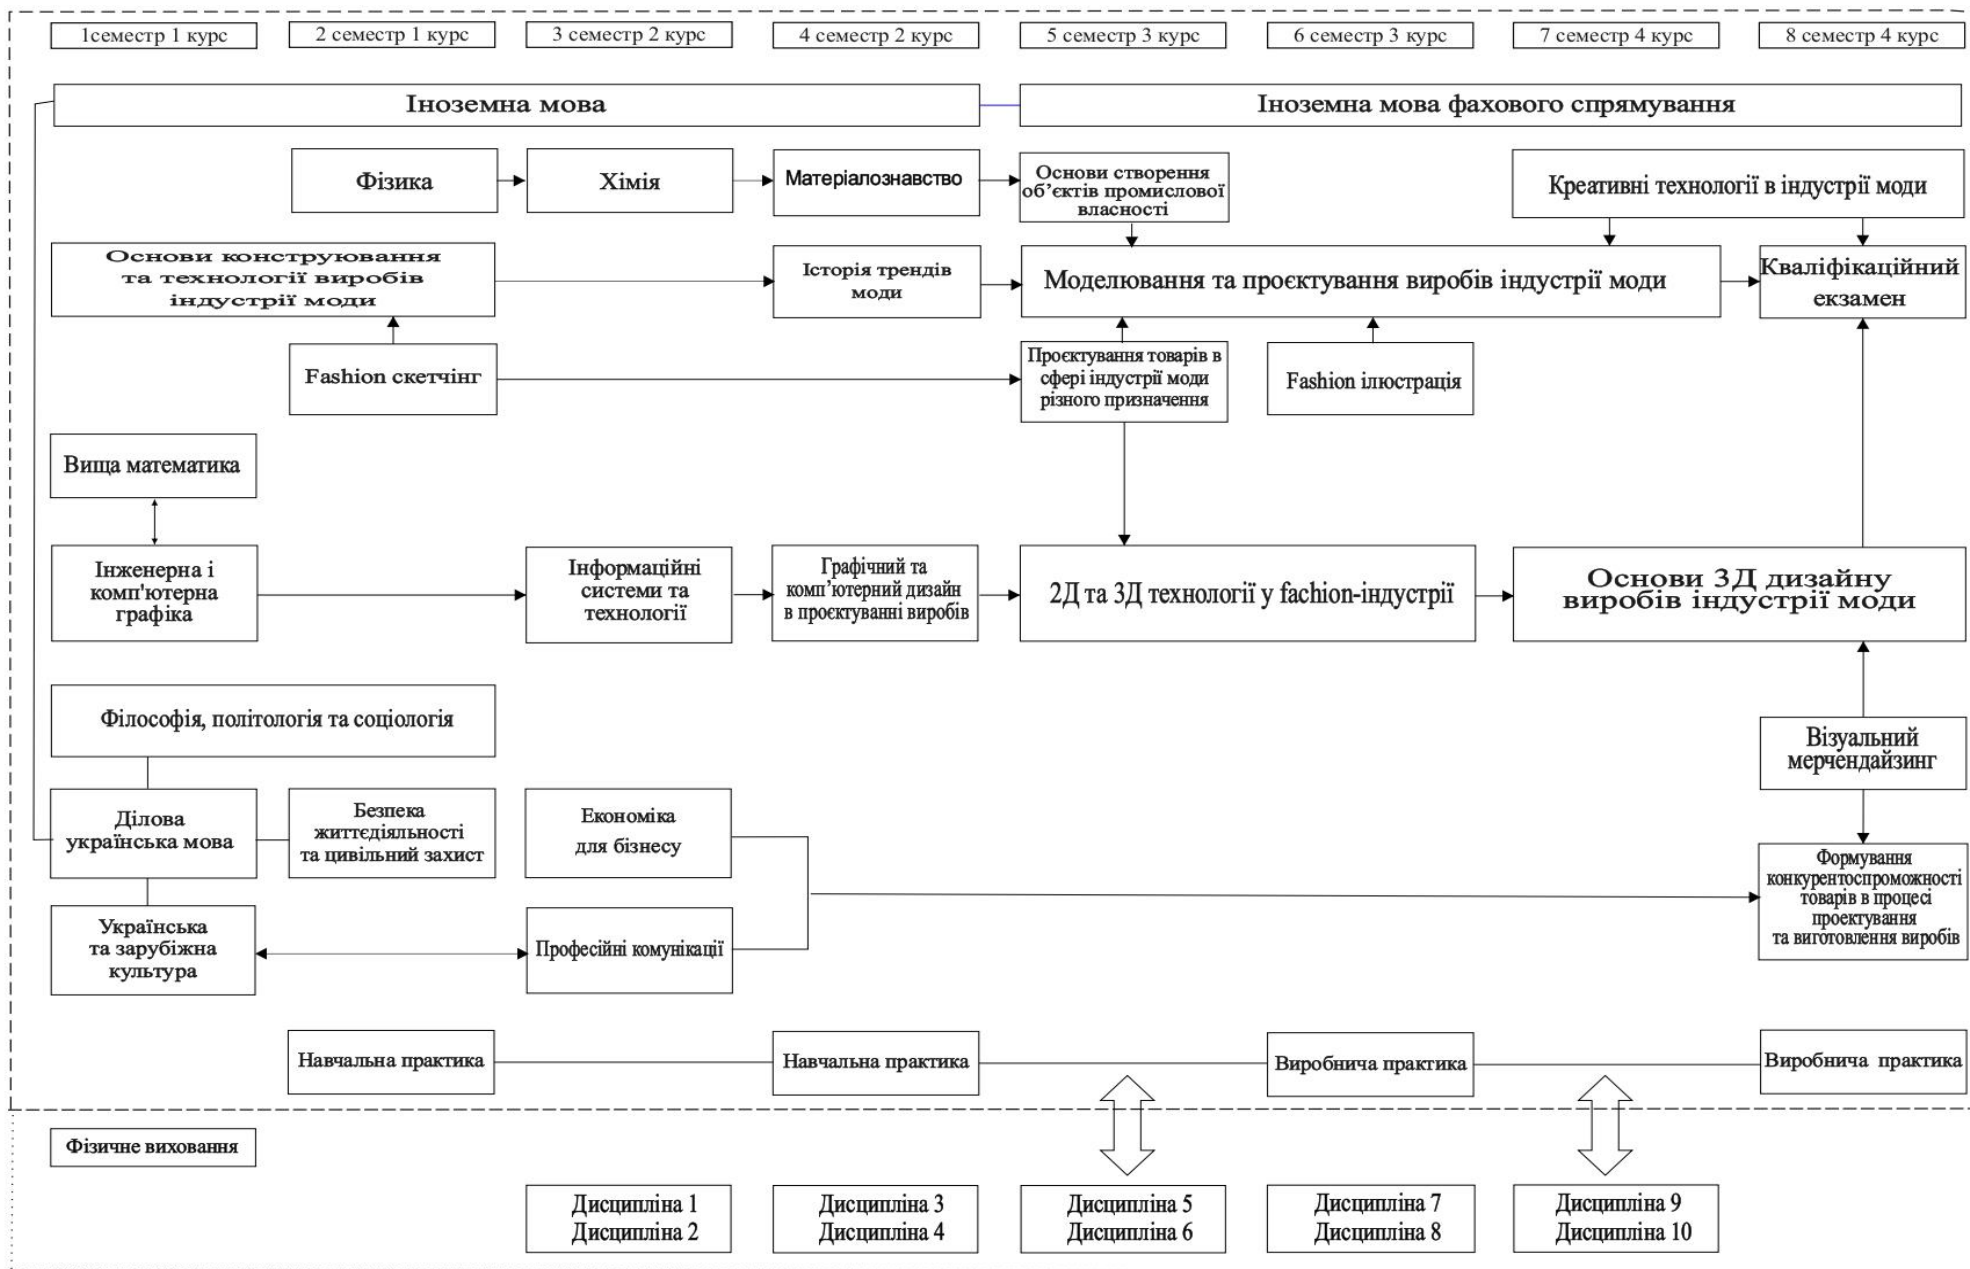 1семестр 1 курс
2 семестр 1 курс
3 семестр 2 курс
4 семестр 2 курс
5 семестр 3 курс
6 семестр 3 курс
7 семестр 4 курс
8 семестр 4 курс
Іноземна мова
Іноземна мова фахового спрямування
Фізика
Хімія
Матеріалознавство
Основи створення
об’єктів промислової
власності
Креативні технології в індустрії моди
Основи конструювання
та технології виробів
індустрії моди
Історія трендів
моди
Моделювання та проєктування виробів індустрії моди
Кваліфікаційний
екзамен
Fashion скетчінг
Проєктування товарів в
сфері індустрії моди
різного призначення
Fashion ілюстрація
Вища математика
Інженерна і
комп'ютерна
графіка
Інформаційні
системи та
технології
Графічний та
комп’ютерний дизайн
в проєктуванні виробів
2Д та 3Д технології у fachion-індустрії
Основи 3Д дизайну
виробів індустрії моди
Філософія, політологія та соціологія
Візуальний
мерчендайзинг
Ділова
українська мова
Безпека
життєдіяльності
та цивільний захист
Економіка
для бізнесу
Формування
конкурентоспроможності
товарів в процесі
проектування
та виготовлення виробів
Українська
та зарубіжна
культура
Професійні комунікації
Навчальна практика
Навчальна практика
Виробнича практика
Виробнича практика
Фізичне виховання
Дисципліна 1
Дисципліна 2
Дисципліна 3
Дисципліна 4
Дисципліна 5
Дисципліна 6
Дисципліна 7
Дисципліна 8
Дисципліна 9
Дисципліна 10